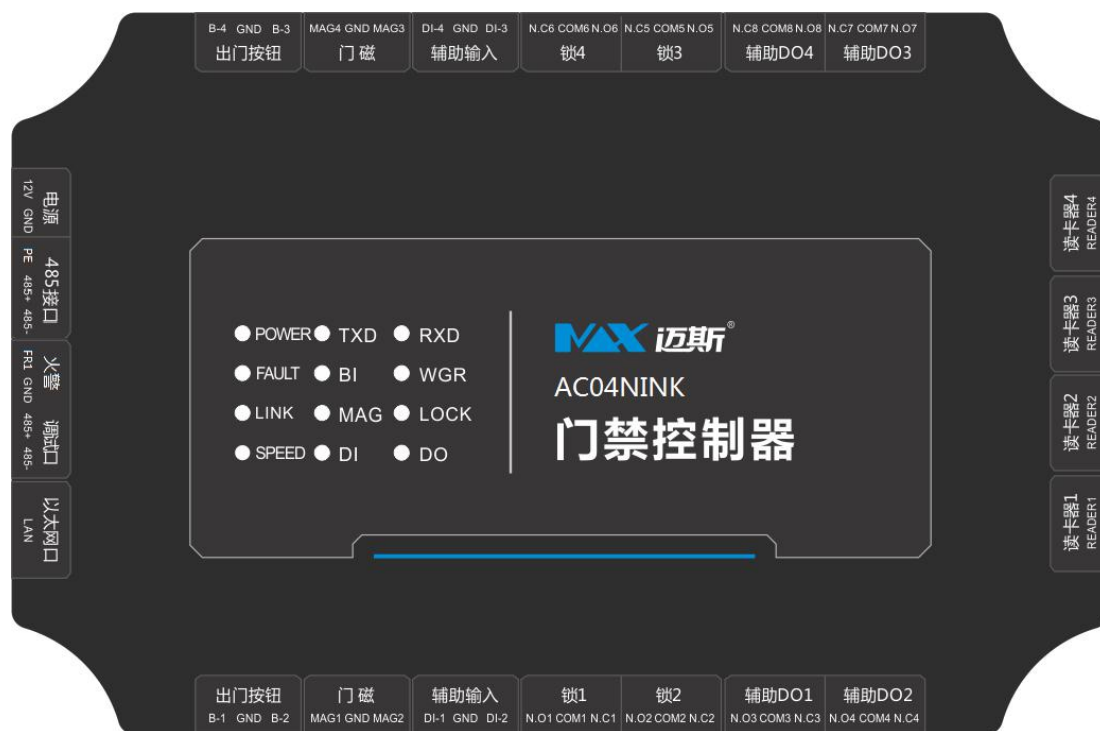 B-4 GND B-3 MAG4 GND MAG3 DI-4 GND DI-3 N.C6 COM6 N.O6 N.C5 COM5 N.O5 N.C8 COM8 N.O8 N.C7 COM7 N.O7
出门按钮 门磁 辅助输入 锁4 锁3 辅助DO4 辅助DO3
电源
12V GND
485接口
PE 485+ 485-
火警 调试口
FR1 GND 485+ 485-
以太网口
LAN
POWER TXD RXD
FAULT BI WGR
LINK MAG LOCK
SPEED DI DO
MAX 迈斯®
AC04NINK
门禁控制器
读卡器4
READER4
读卡器3
READER3
读卡器2
READER2
读卡器1
READER1
出门按钮 门磁 辅助输入 锁1 锁2 辅助DO1 辅助DO2
B-1 GND B-2 MAG1 GND MAG2 DI-1 GND DI-2 N.O1 COM1 N.C1 N.O2 COM2 N.C2 N.O3 COM3 N.C3 N.O4 COM4 N.C4